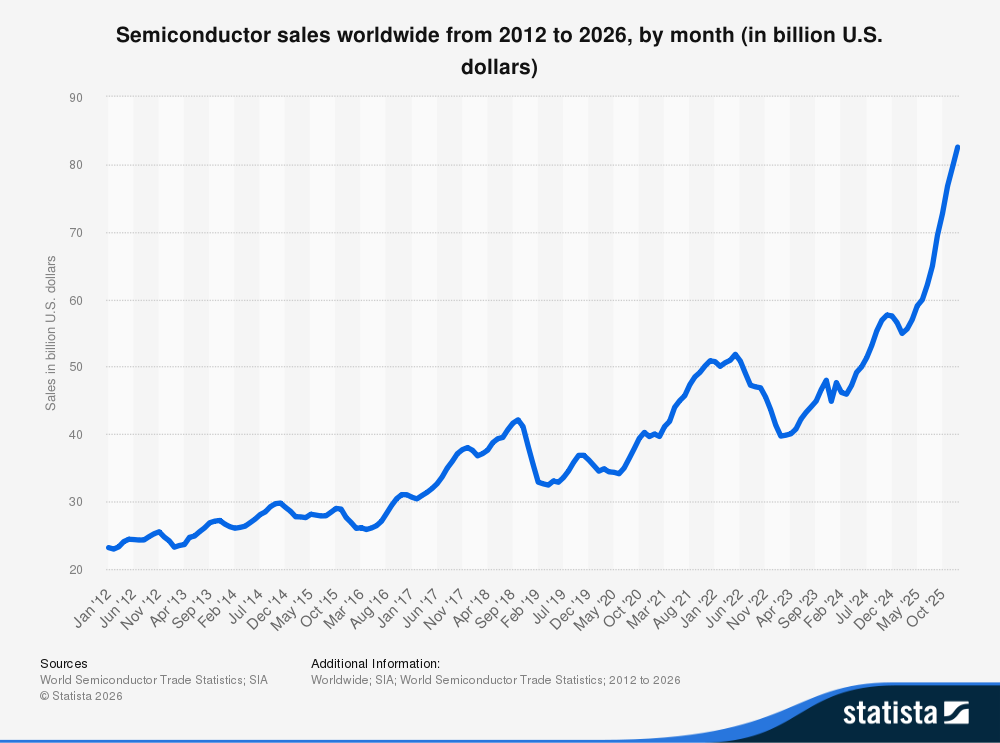 Semiconductor sales worldwide from 2012 to 2026, by month (in billion U.S.
dollars)
90
80
70
60
50
40
30
20
Sales in billion U.S. dollars
Jan '12
Jun '12
Nov '12
Apr '13
Sep '13
Feb '14
Jul '14
Dec '14
May '15
Oct '15
Mar '16
Aug '16
Jan '17
Jun '17
Nov '17
Apr '18
Sep '18
Feb '19
Jul '19
Dec '19
May '20
Oct '20
Mar '21
Aug '21
Jan '22
Jun '22
Nov '22
Apr '23
Sep '23
Feb '24
Jul '24
Dec '24
May '25
Oct '25
Sources
World Semiconductor Trade Statistics; SIA
© Statista 2026
Additional Information:
Worldwide; SIA; World Semiconductor Trade Statistics; 2012 to 2026
statista